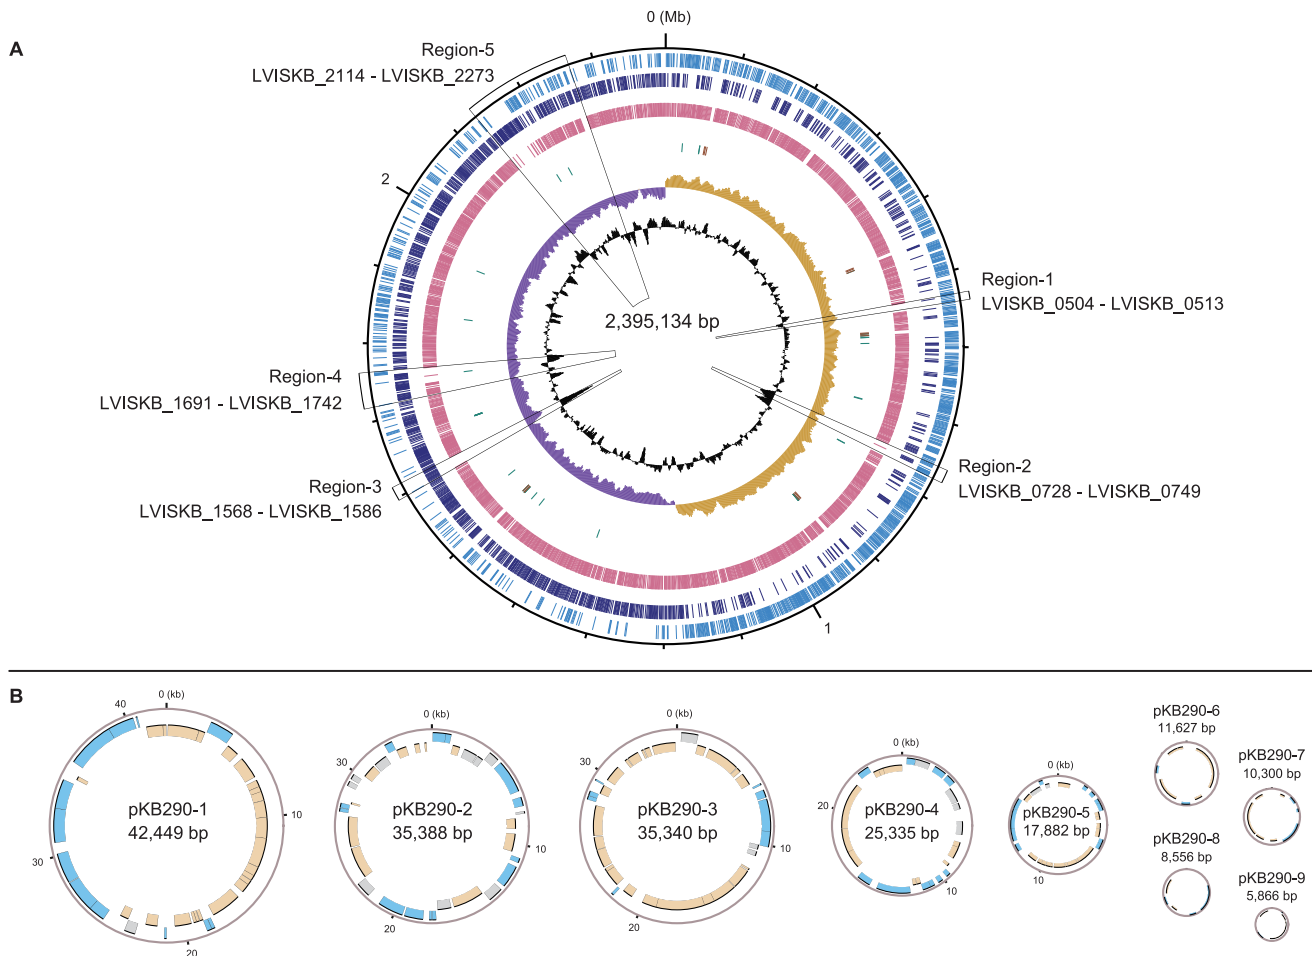 A
0 (Mb)
Region-5
LVISKB_2114 - LVISKB_2273
2
Region-1
LVISKB_0504 - LVISKB_0513
2,395,134 bp
Region-4
LVISKB_1691 - LVISKB_1742
Region-2
LVISKB_0728 - LVISKB_0749
Region-3
LVISKB_1568 - LVISKB_1586
1
B
0 (kb)
40
10
30
20
pKB290-1
42,449 bp
0 (kb)
30
10
20
pKB290-2
35,388 bp
0 (kb)
30
10
20
pKB290-3
35,340 bp
0 (kb)
20
10
pKB290-4
25,335 bp
0 (kb)
10
pKB290-5
17,882 bp
pKB290-6
11,627 bp
pKB290-7
10,300 bp
pKB290-8
8,556 bp
pKB290-9
5,866 bp